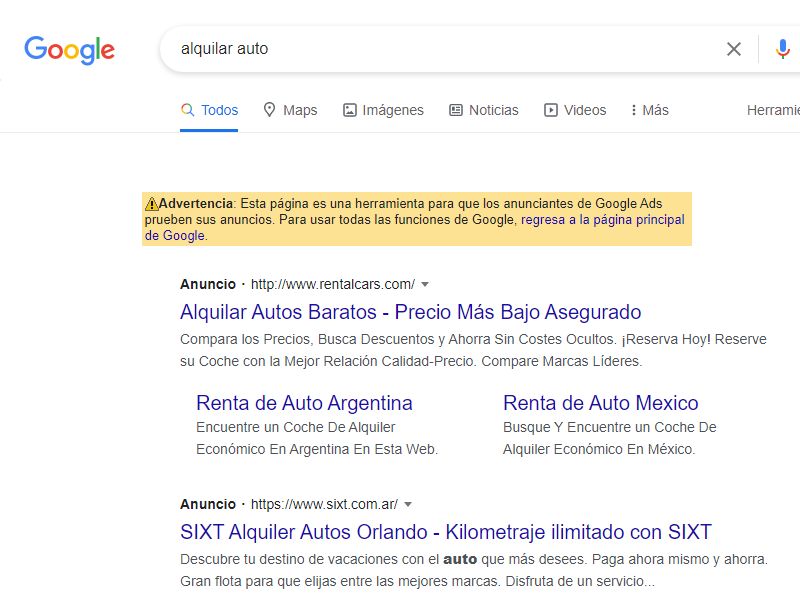 Google
alquilar auto
Todos Maps Imágenes Noticias Videos Más
Advertencia: Esta página es una herramienta para que los anunciantes de Google Ads
prueben sus anuncios. Para usar todas las funciones de Google, regresa a la página principal
de Google.
Anuncio · http://www.rentalcars.com/
Alquilar Autos Baratos - Precio Más Bajo Asegurado
Compara los Precios, Busca Descuentos y Ahorra Sin Costes Ocultos. ¡Reserva Hoy! Reserve
su Coche con la Mejor Relación Calidad-Precio. Compare Marcas Líderes.
Renta de Auto Argentina
Encuentre un Coche De Alquiler
Económico En Argentina En Esta Web.
Renta de Auto Mexico
Busque Y Encuentre un Coche De
Alquiler Económico En México.
Anuncio · https://www.sixt.com.ar/
SIXT Alquiler Autos Orlando - Kilometraje ilimitado con SIXT
Descubre tu destino de vacaciones con el auto que más desees. Paga ahora mismo y ahorra.
Gran flota para que elijas entre las mejores marcas. Disfruta de un servicio...